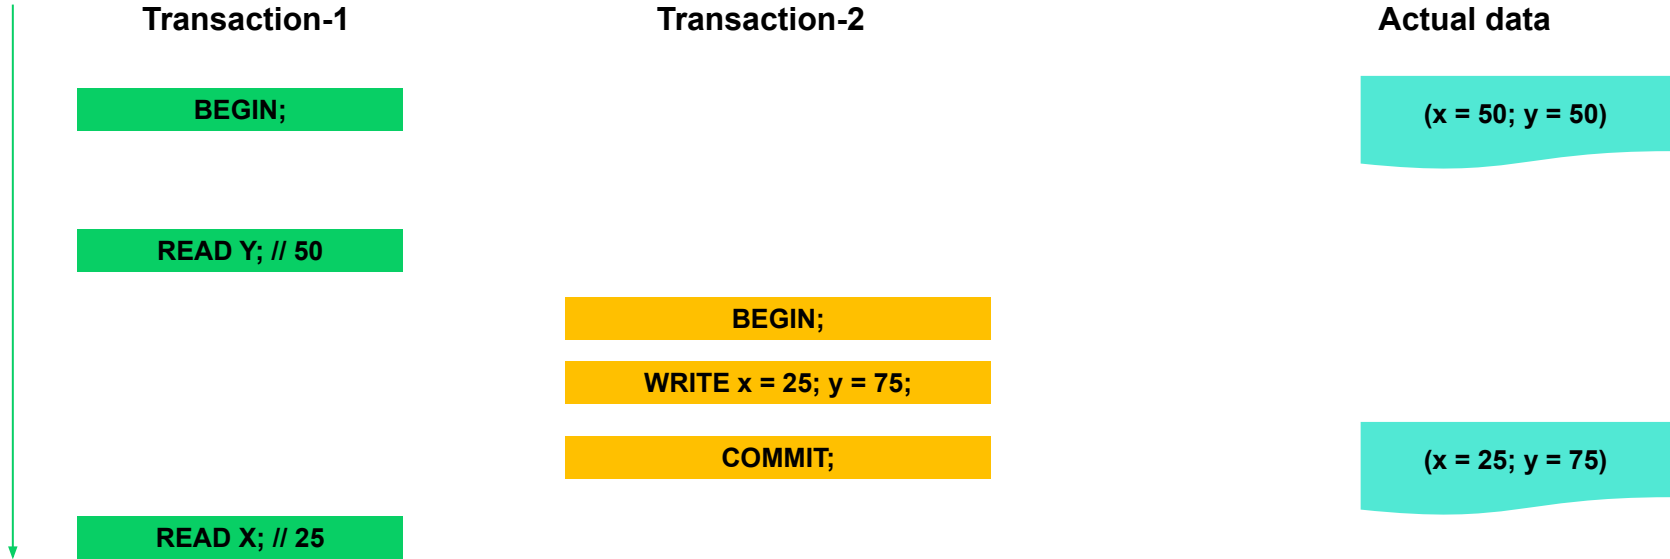 Transaction-1
Transaction-2
Actual data
BEGIN;
(x = 50; y = 50)
READ Y; // 50
BEGIN;
WRITE x = 25; y = 75;
COMMIT;
(x = 25; y = 75)
READ X; // 25